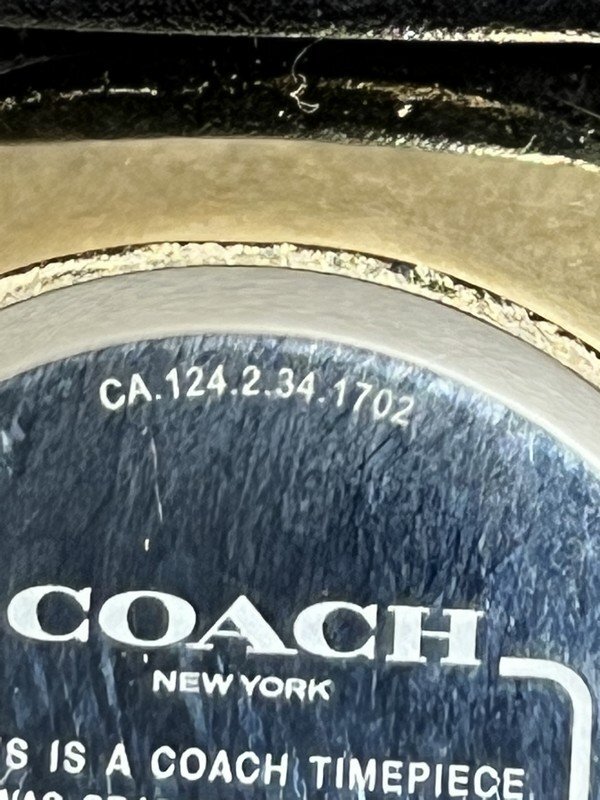 CA.124.2.34.1702
COACH
NEW YORK
IS A COACH TIMEPIECE